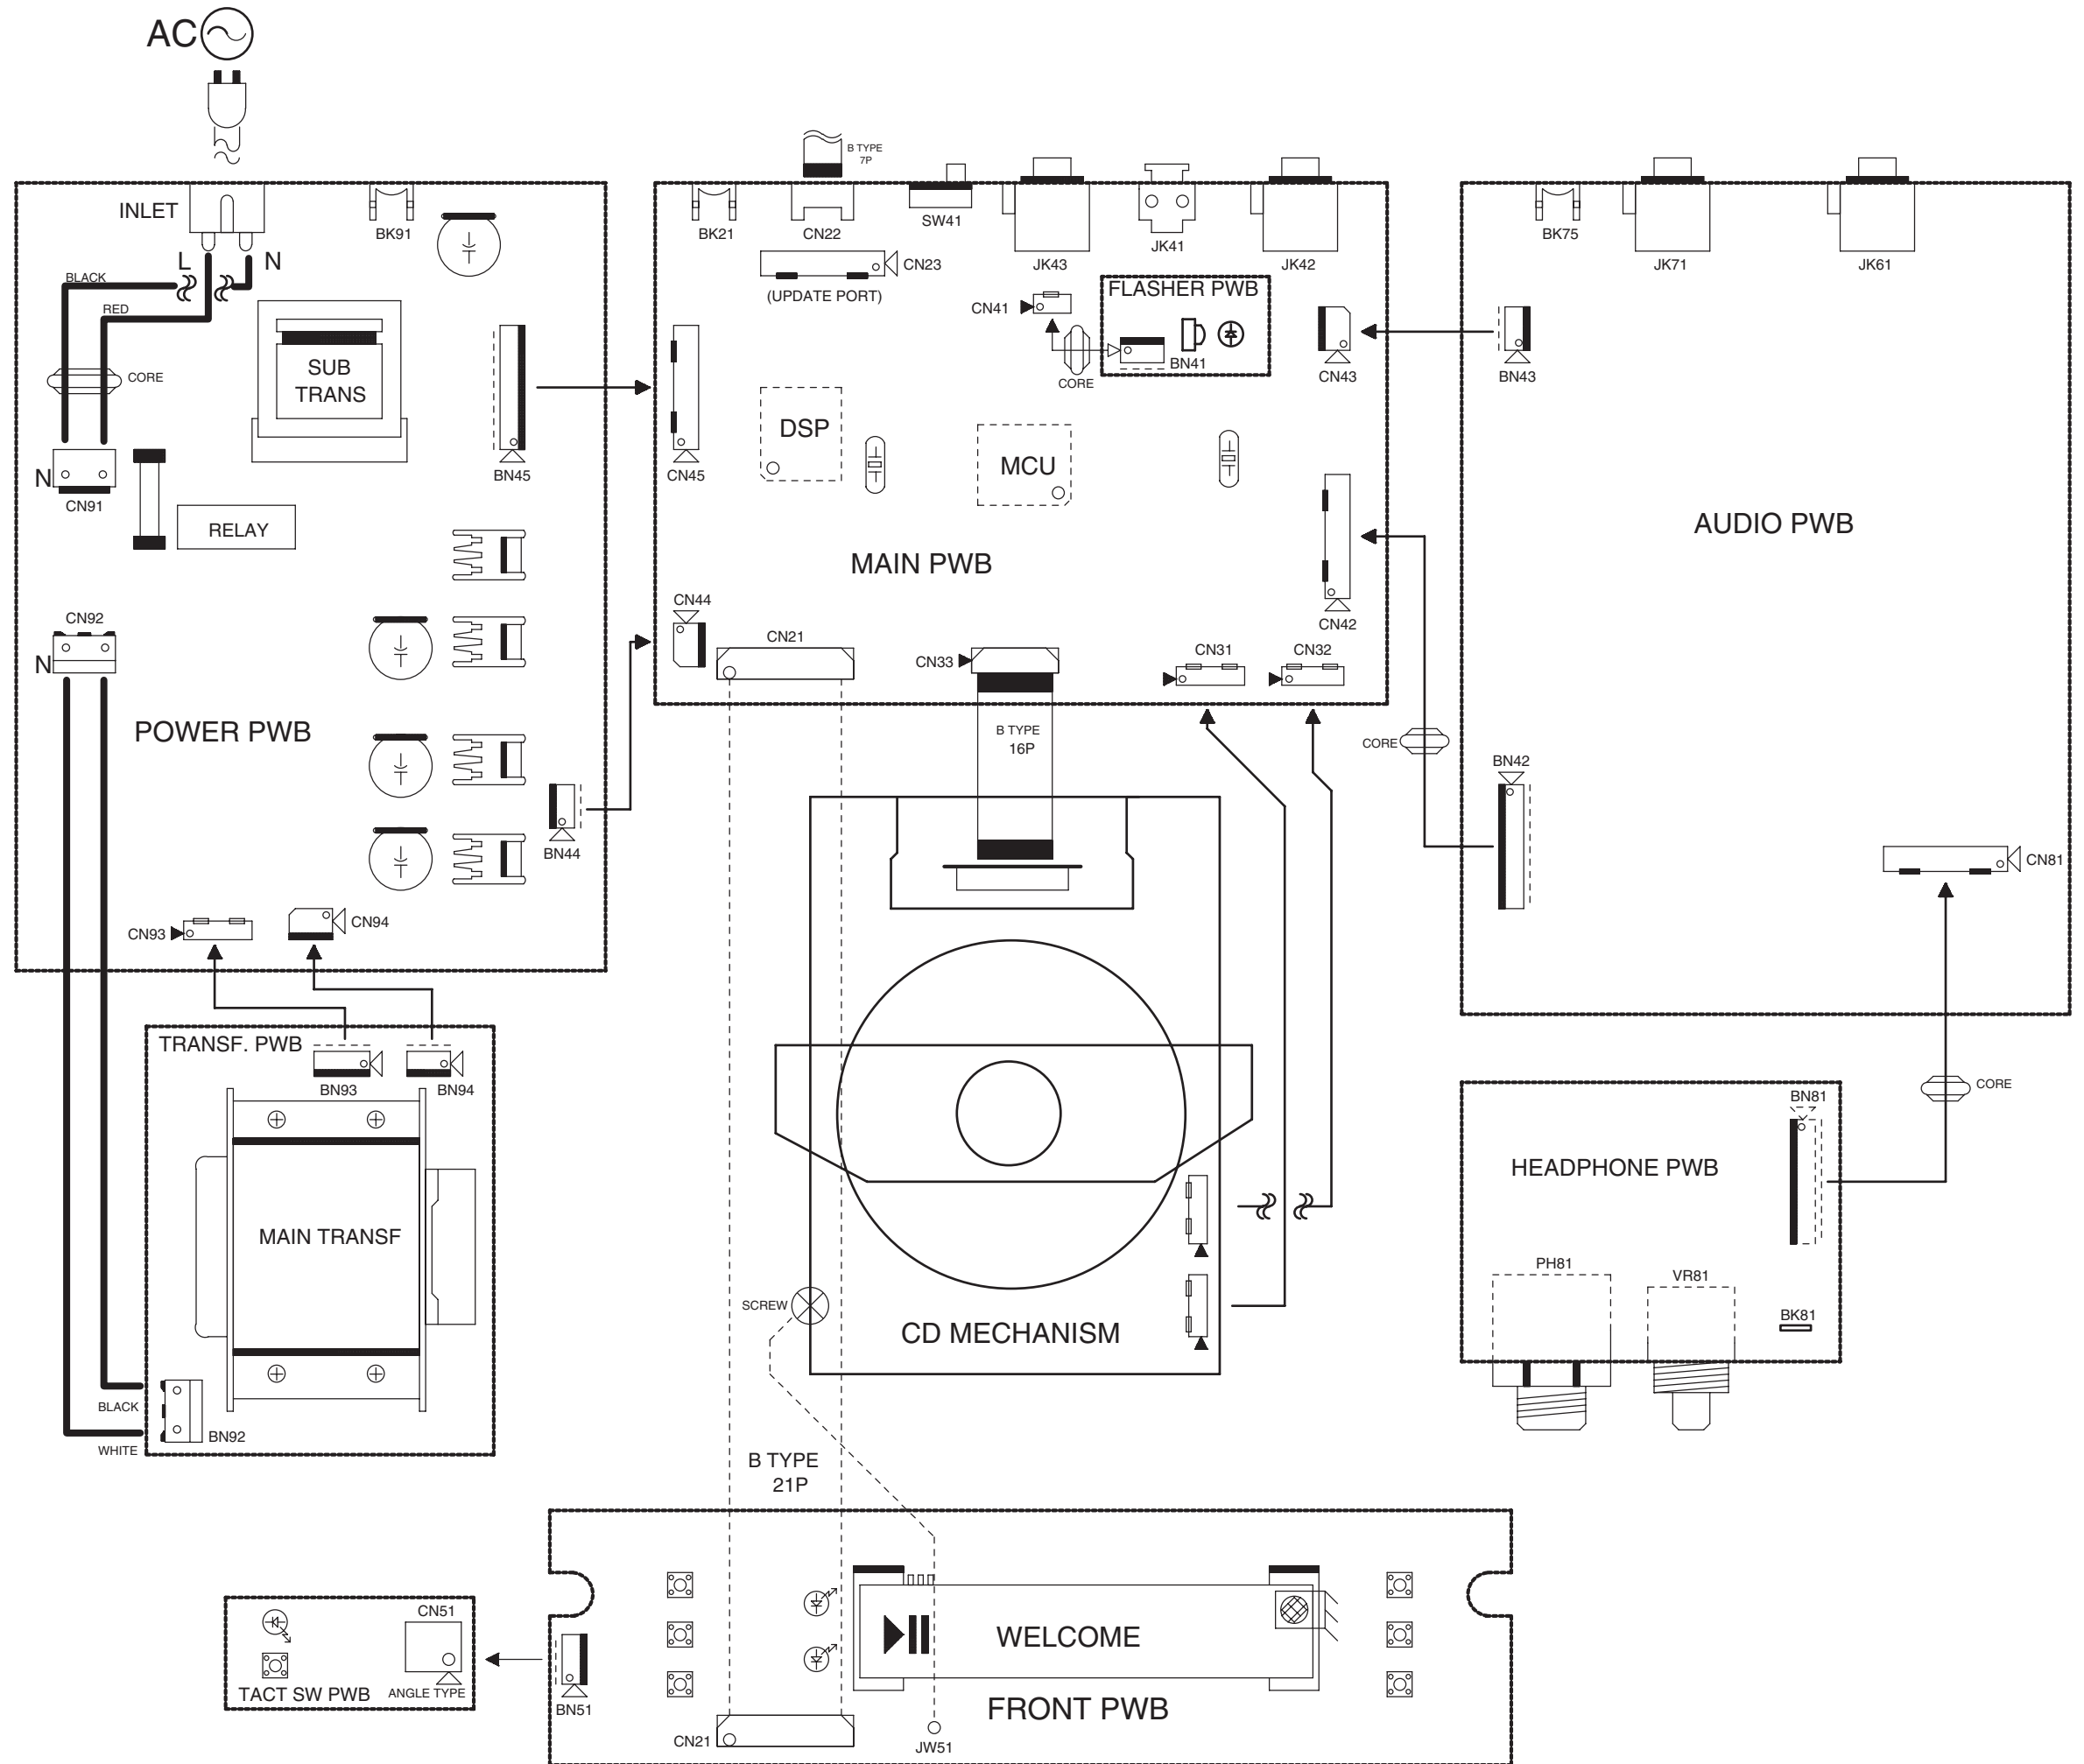 AC
INLET
BK91
L
N
BLACK
RED
CORE
SUB
TRANS
BN45
N
CN91
RELAY
CN92
N
POWER PWB
BN44
CN93
CN94
TRANSF. PWB
BN93
BN94
MAIN TRANSF
BLACK
WHITE
BN92
B TYPE
7P
BK21
CN22
SW41
JK43
JK41
JK42
CN23
(UPDATE PORT)
CN41
FLASHER PWB
BN41
CORE
CN43
CN45
DSP
MCU
MAIN PWB
CN42
CN44
CN21
CN33
CN31
CN32
B TYPE
16P
CORE
SCREW
CD MECHANISM
B TYPE
21P
BK75
JK71
JK61
BN43
AUDIO PWB
BN42
CN81
CORE
BN81
HEADPHONE PWB
PH81
VR81
BK81
CN51
TACT SW PWB
ANGLE TYPE
BN51
WELCOME
FRONT PWB
CN21
JW51